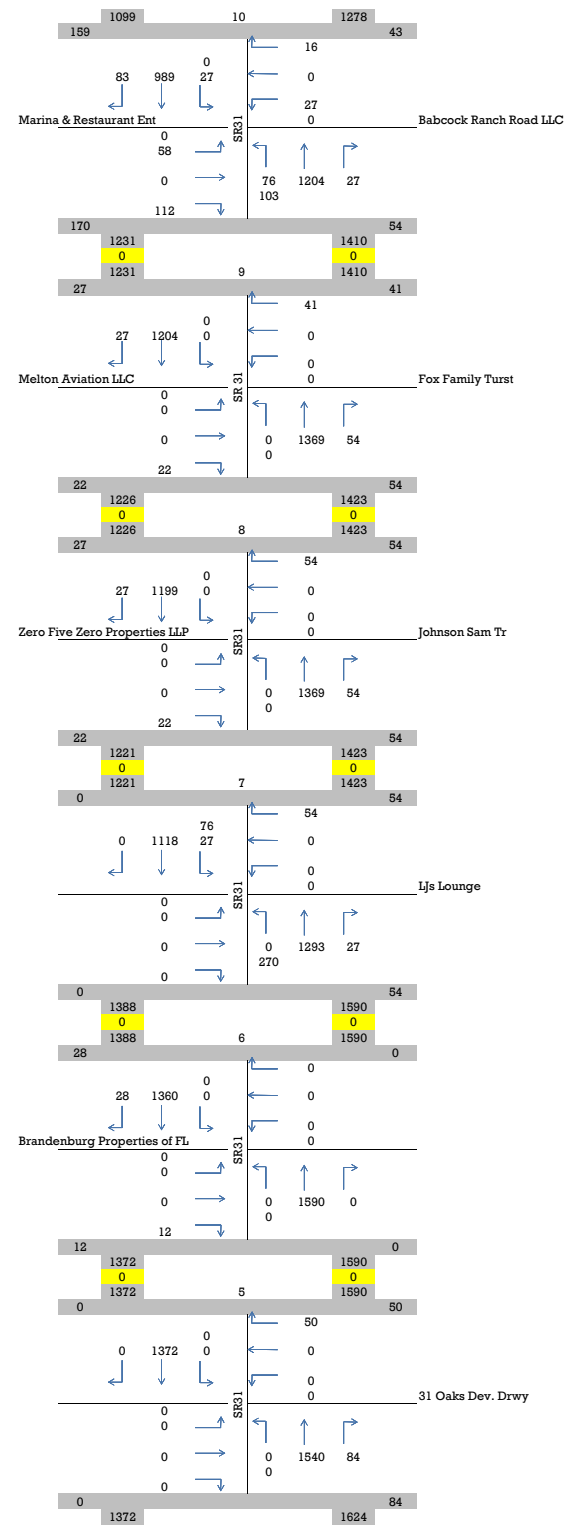 1099 10 1278
159 43
16
0
83 989 27 0
27
Marina & Restaurant Ent SR31 0 Babcock Ranch Road LLC
0
58
0 76 1204 27
103
112
170 54
1231 1410
0 0
1231 9 1410
27 41
41
0
27 1204 0 0
0
Melton Aviation LLC SR 31 0 Fox Family Turst
0
0
0 0 1369 54
0
22
22 54
1226 1423
0 0
1226 8 1423
27 54
54
0
27 1199 0 0
0
Zero Five Zero Properties LLP SR31 0 Johnson Sam Tr
0
0
0 0 1369 54
0
22
22 54
1221 1423
0 0
1221 7 1423
0 54
54
76
0 1118 27 0
0
SR31 0 LJs Lounge
0
0
0 0 1293 27
270
0
0 54
1388 1590
0 0
1388 6 1590
28 0
0
0
28 1360 0 0
0
Brandenburg Properties of FL SR31 0
0
0
0 0 1590 0
0
12
12 0
1372 1590
0 0
1372 5 1590
0 50
50
0
0 1372 0 0
0
SR31 0 31 Oaks Dev. Drwy
0
0
0 0 1540 84
0
0
0 84
1372 1624